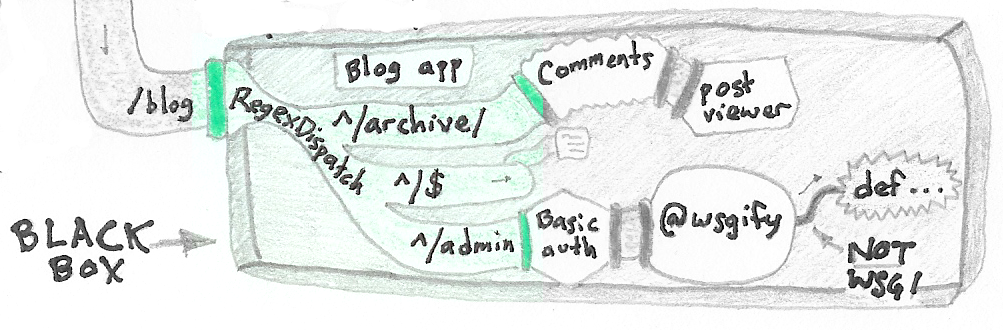 Blog app
/blog
RegexDispatch
^/archive/
^/$
^/admin
Comments
post
viewer
Basic
auth
@wsgify
def...
NOT
WSGI
BLACK
BOX